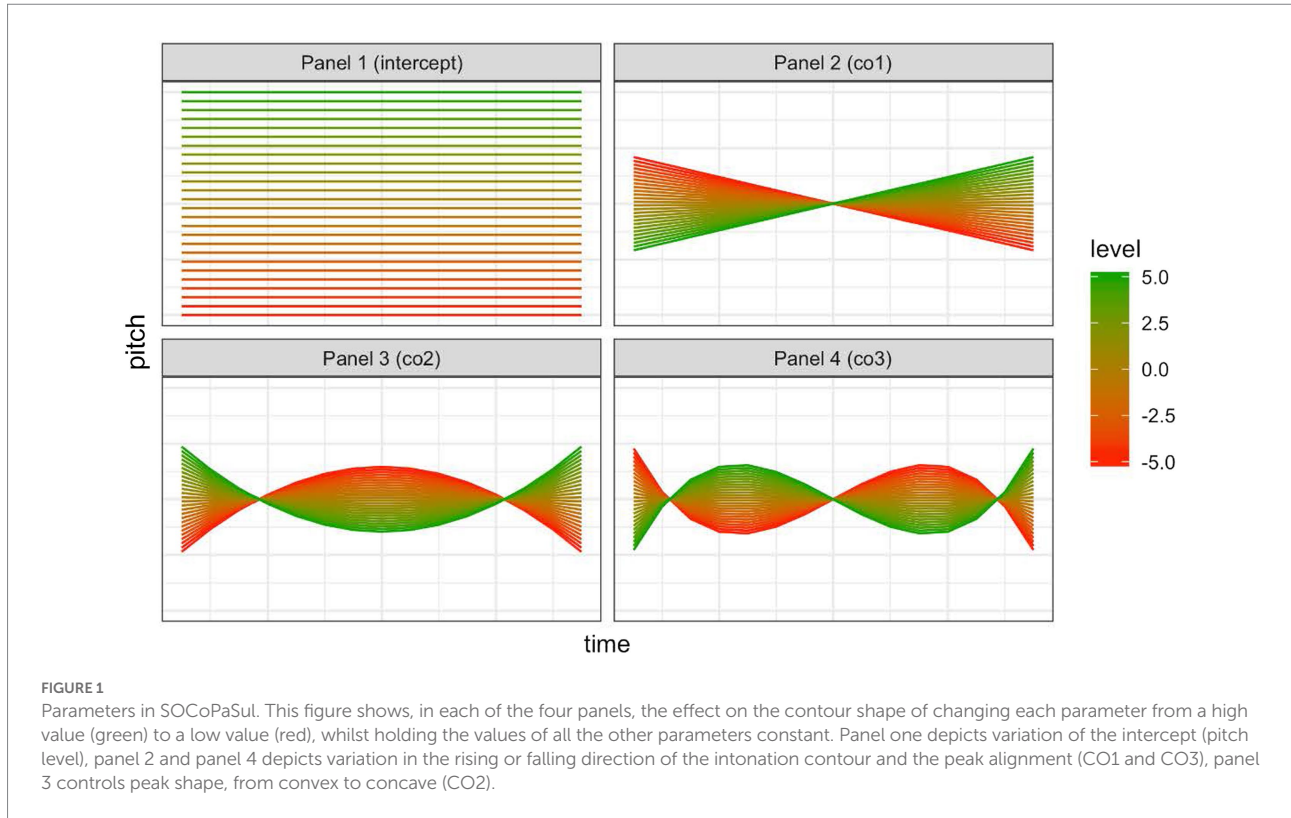 Panel 1 (intercept)
Panel 2 (co1)
pitch
level
5.0
2.5
0.0
-2.5
-5.0
Panel 3 (co2)
Panel 4 (co3)
time
FIGURE 1
Parameters in SOCoPaSul. This figure shows, in each of the four panels, the effect on the contour shape of changing each parameter from a high
value (green) to a low value (red), whilst holding the values of all the other parameters constant. Panel one depicts variation of the intercept (pitch
level), panel 2 and panel 4 depicts variation in the rising or falling direction of the intonation contour and the peak alignment (CO1 and CO3), panel
3 controls peak shape, from convex to concave (CO2).